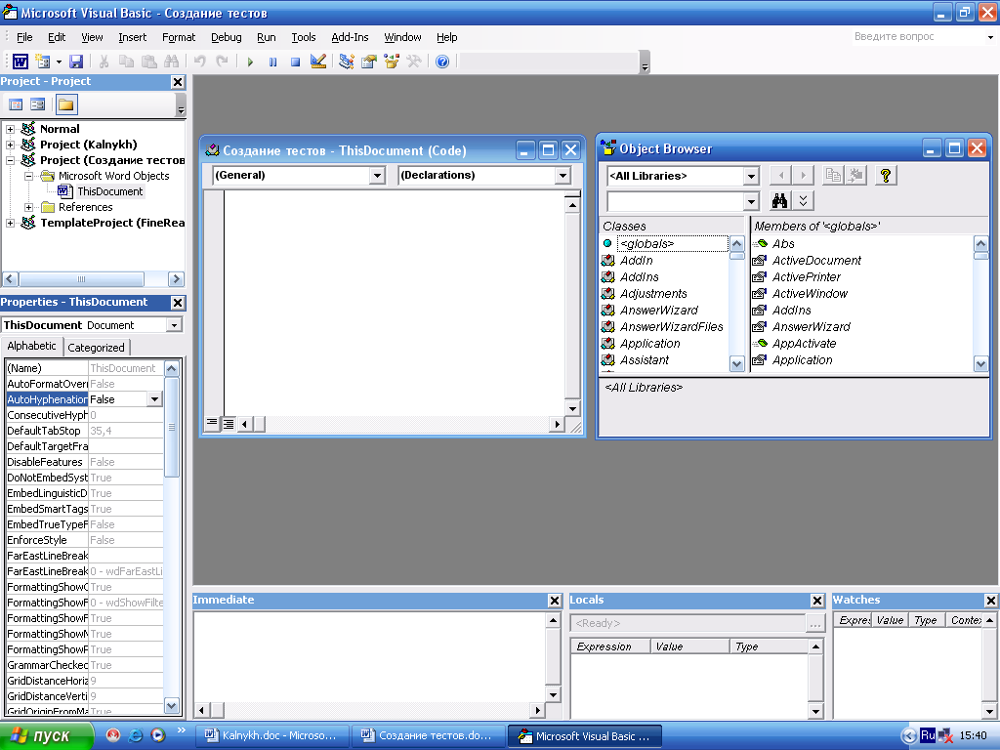 Microsoft Visual Basic - Создание тестов
File Edit View Insert Format Debug Run Tools Add-Ins Window Help Введите вопрос
Project - Project
Normal
Project (Kalnykh)
Project (Создание тестов
Microsoft Word Objects
ThisDocument
References
TemplateProject (FineRea
Properties - ThisDocument
ThisDocument Document
Alphabetic Categorized
(Name) ThisDocument
AutoFormatOverr False
AutoHyphenation False
ConsecutiveHyph 0
DefaultTabStop 35,4
DefaultTargetFra
DisableFeatures False
DoNotEmbedSyst True
EmbedLinguisticD True
EmbedSmartTags True
EmbedTrueTypeF False
EnforceStyle False
FarEastLineBreak
FarEastLineBreak 0 - wdFarEastLi
FormattingShowC True
FormattingShowF 0 - wdShowFilte
FormattingShowF True
FormattingShowN True
FormattingShowP True
GrammarChecked True
GridDistanceHoriz 9
GridDistanceVerti 9
GridOriginFromMa True
Создание тестов - ThisDocument (Code)
(General) (Declarations)
Object Browser
<All Libraries>
Classes
<globals>
AddIn
AddIns
Adjustments
AnswerWizard
AnswerWizardFiles
Application
Assistant
Members of '<globals>'
Abs
ActiveDocument
ActivePrinter
ActiveWindow
AddIns
AnswerWizard
AppActivate
Application
<All Libraries>
Immediate
Locals
<Ready>
...
Expression Value Type
Watches
Expres Value Type Contex
пуск
Kalnykh.doc - Microso...
Создание тестов.do...
Microsoft Visual Basic ...
Ru
15:40